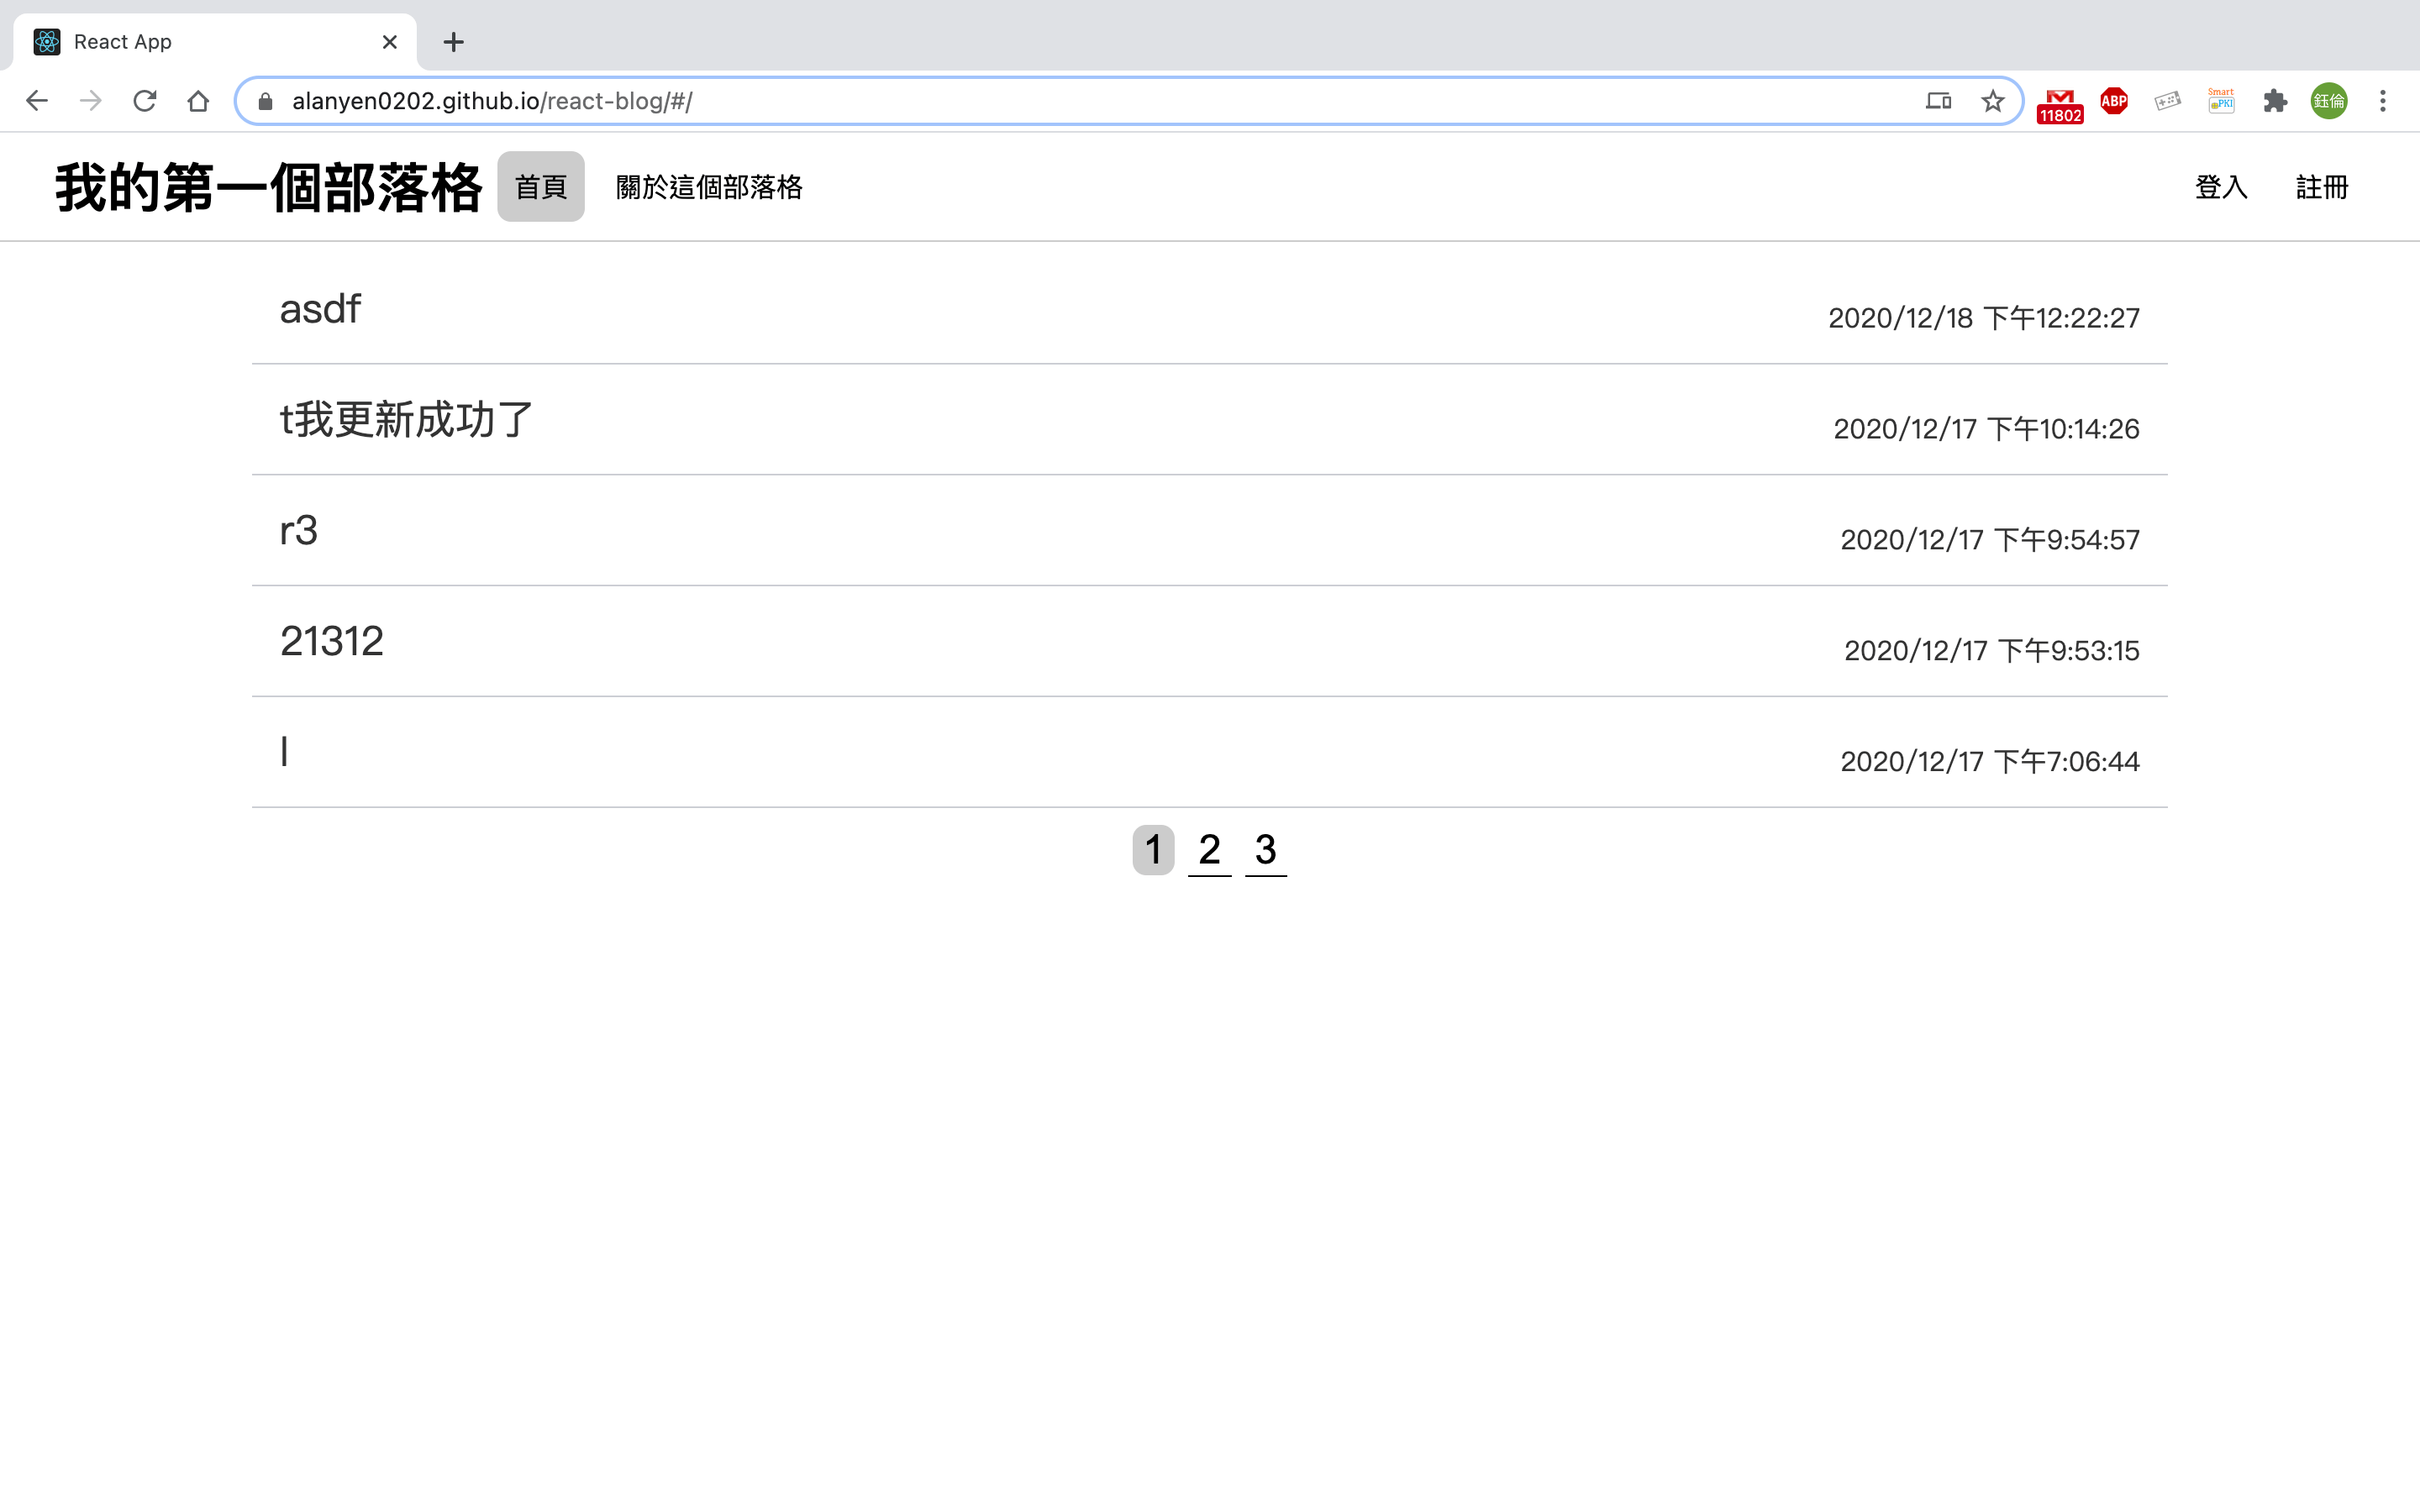 React App
alanyen0202.github.io/react-blog/#/
11802
ABP
Smart
PKI
鈺倫
我的第一個部落格 首頁 關於這個部落格 登入 註冊
asdf 2020/12/18 下午12:22:27
t我更新成功了 2020/12/17 下午10:14:26
r3 2020/12/17 下午9:54:57
21312 2020/12/17 下午9:53:15
l 2020/12/17 下午7:06:44
1 2 3